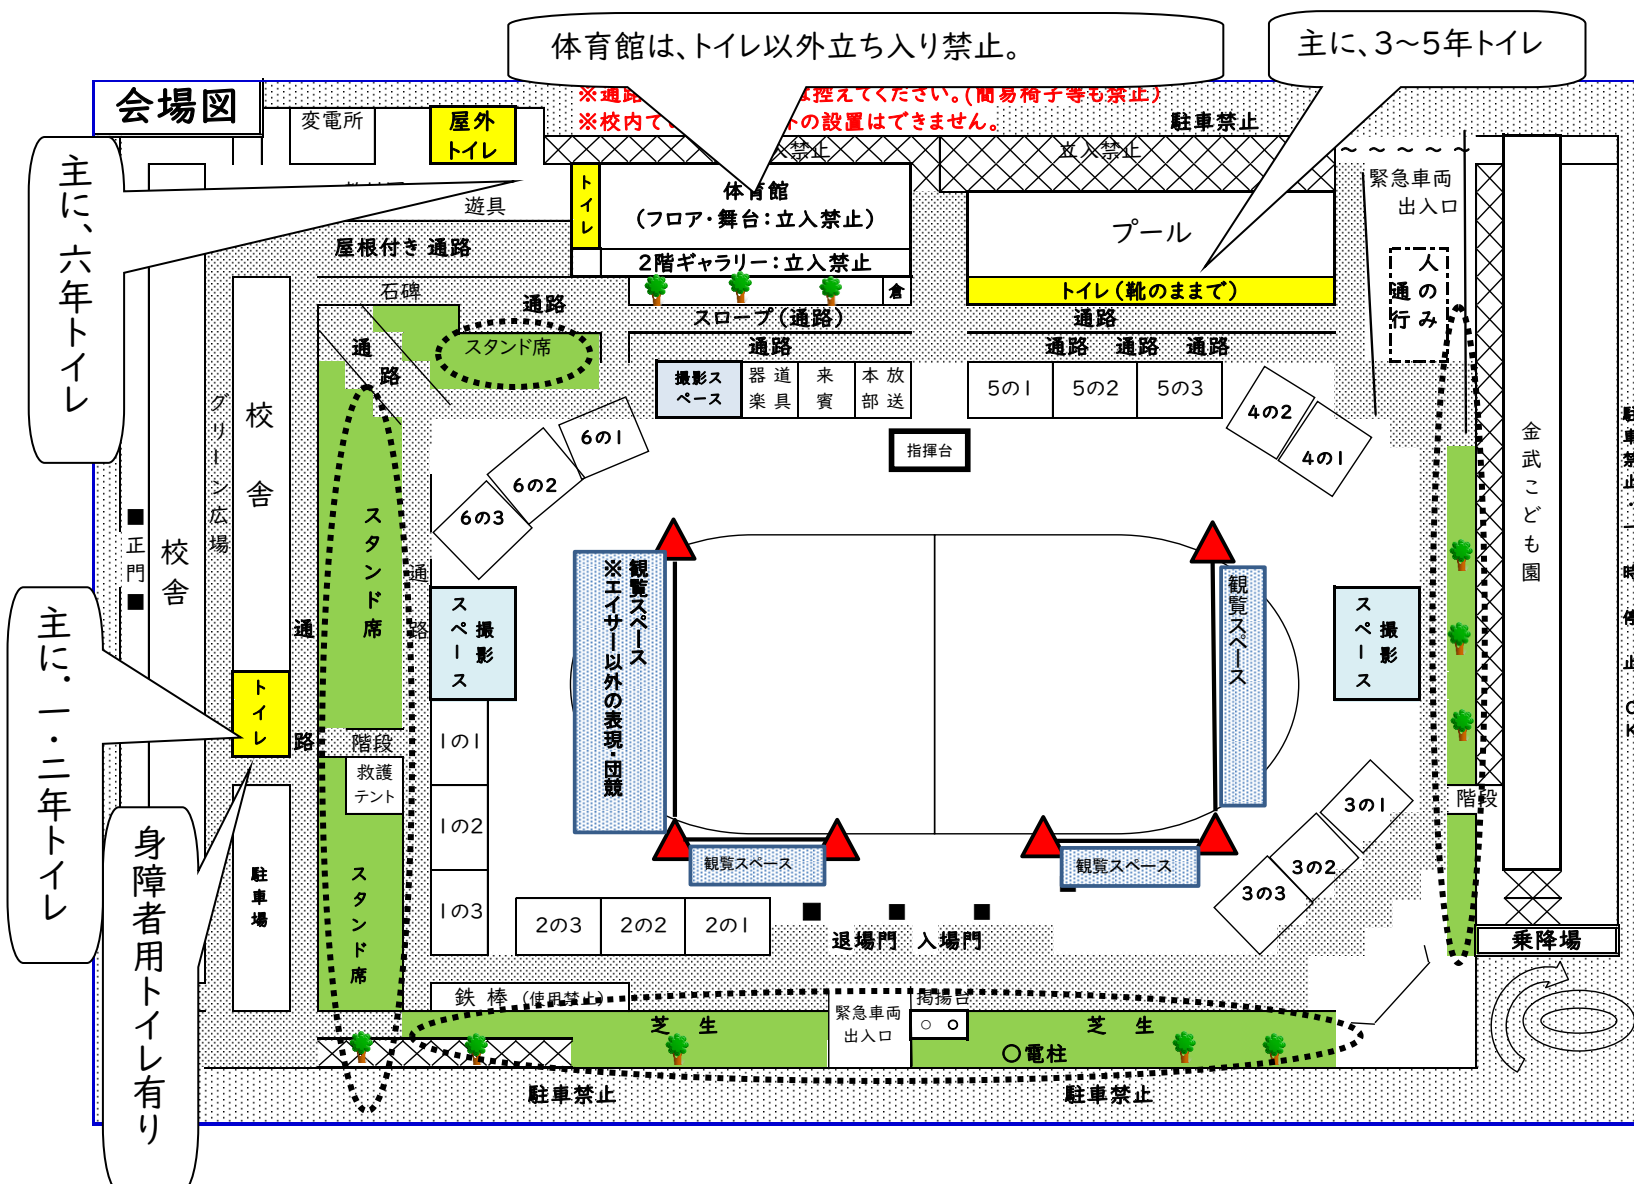 体育館は、トイレ以外立ち入り禁止。
主に、3～5年トイレ
会場図
※通路
控えてください。(簡易椅子等も禁止)
※校内で
の設置はできません。
駐車禁止
変電所
屋外
トイレ
禁止
立入禁止
～～～～～
主に、六年トイレ
トイレ
体育館
(フロア・舞台:立入禁止)
2階ギャラリー:立入禁止
遊具
屋根付き 通路
プール
トイレ(靴のままで)
緊急車両
出入口
人のみ
通行
石碑
通路
倉
スロープ(通路)
通路
スタンド席
通路
通路
通路 通路 通路
撮影ス
ペース
器 道
楽 具
来
賓
本 放
部 送
5の1
5の2
5の3
4の2
4の1
指揮台
6の1
6の2
6の3
グリーン広場
校舎
校舎
■正門■
スタンド席
通路
通路
撮影
スペース
観覧スペース
※エイサー以外の表現・団競
観覧スペース
撮影
スペース
金武こども園
駐車禁止・一時停止OK
主に.一・二年トイレ
トイレ
階段
救護
テント
1の1
1の2
1の3
階段
3の1
3の2
3の3
観覧スペース
観覧スペース
身障者用トイレ有り
駐車場
スタンド席
2の3
2の2
2の1
■ ■ ■
退場門 入場門
乗降場
鉄 棒 (使用禁止)
芝 生
緊急車両
出入口
掲揚台
○ ○
芝 生
○電柱
駐車禁止
駐車禁止